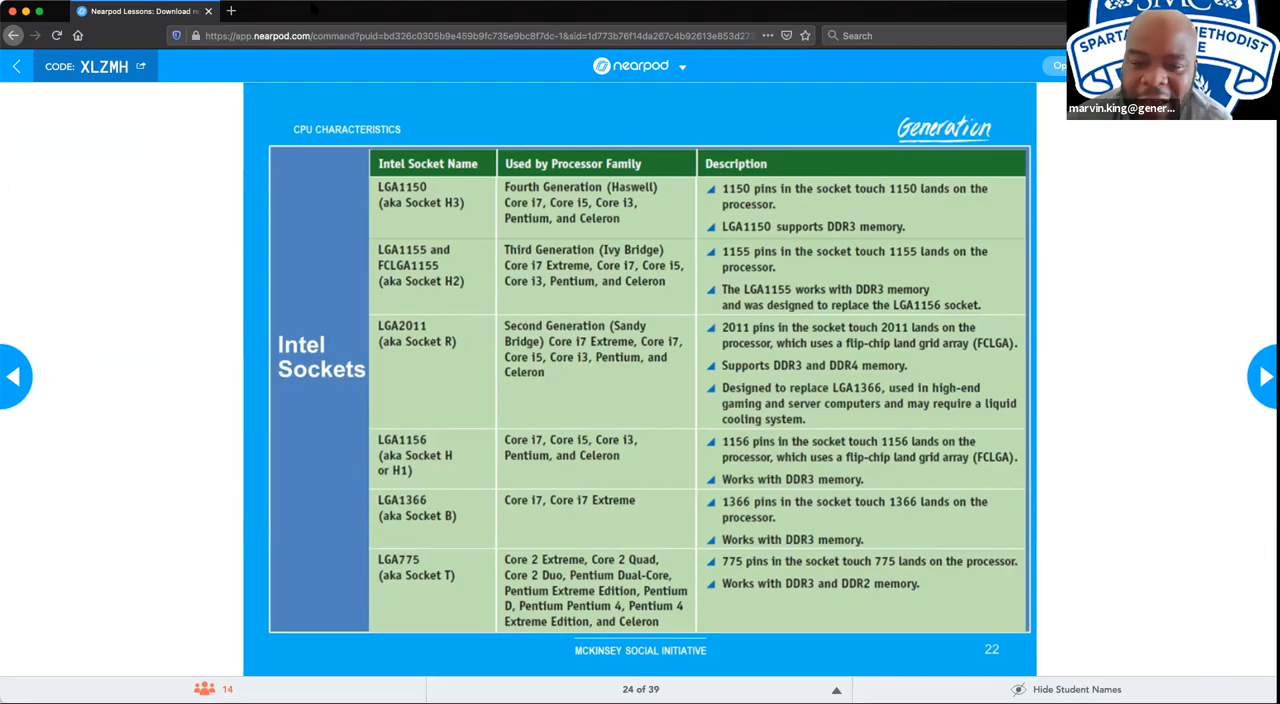 Nearpod Lessons: Download re
https://app.nearpod.com/command?puid=bd326c0305b9e459b9fc735e9bc8f7dc-1&sid=1d773b76f14da267c4b92613e853d273
Search
CODE: XLZMH
nearpod
Op
SMC
SPARTA METHODIST
marvin.king@gener...
CPU CHARACTERISTICS
Generation
Intel Sockets
Intel Socket Name
Used by Processor Family
Description
LGA1150
(aka Socket H3)
Fourth Generation (Haswell)
Core i7, Core i5, Core i3,
Pentium, and Celeron
1150 pins in the socket touch 1150 lands on the
processor.
LGA1150 supports DDR3 memory.
LGA1155 and
FCLGA1155
(aka Socket H2)
Third Generation (Ivy Bridge)
Core i7 Extreme, Core i7, Core i5,
Core i3, Pentium, and Celeron
1155 pins in the socket touch 1155 lands on the
processor.
The LGA1155 works with DDR3 memory
and was designed to replace the LGA1156 socket.
LGA2011
(aka Socket R)
Second Generation (Sandy
Bridge) Core i7 Extreme, Core i7,
Core i5, Core i3, Pentium, and
Celeron
2011 pins in the socket touch 2011 lands on the
processor, which uses a flip-chip land grid array (FCLGA).
Supports DDR3 and DDR4 memory.
Designed to replace LGA1366, used in high-end
gaming and server computers and may require a liquid
cooling system.
LGA1156
(aka Socket H
or H1)
Core i7, Core i5, Core i3,
Pentium, and Celeron
1156 pins in the socket touch 1156 lands on the
processor, which uses a flip-chip land grid array (FCLGA).
Works with DDR3 memory.
LGA1366
(aka Socket B)
Core i7, Core i7 Extreme
1366 pins in the socket touch 1366 lands on the
processor.
Works with DDR3 memory.
LGA775
(aka Socket T)
Core 2 Extreme, Core 2 Quad,
Core 2 Duo, Pentium Dual-Core,
Pentium Extreme Edition, Pentium
D, Pentium Pentium 4, Pentium 4
Extreme Edition, and Celeron
775 pins in the socket touch 775 lands on the processor.
Works with DDR3 and DDR2 memory.
MCKINSEY SOCIAL INITIATIVE
22
14
24 of 39
Hide Student Names